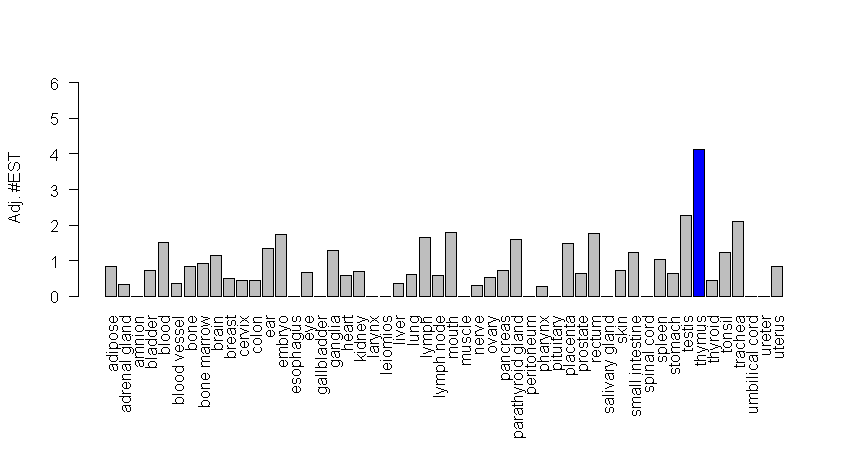 Adj. #EST
6
5
4
3
2
1
0
adipose
adrenal gland
amnion
bladder
blood
blood vessel
bone
bone marrow
brain
breast
cervix
colon
ear
embryo
esophagus
eye
gallbladder
ganglia
heart
kidney
larynx
leiomios
liver
lung
lymph
lymph node
mouth
muscle
nerve
ovary
pancreas
parathyroid gland
peritoneum
pharynx
pituitary
placenta
prostate
rectum
salivary gland
skin
small intestine
spinal cord
spleen
stomach
testis
thymus
thyroid
tonsil
trachea
umbilical cord
ureter
uterus